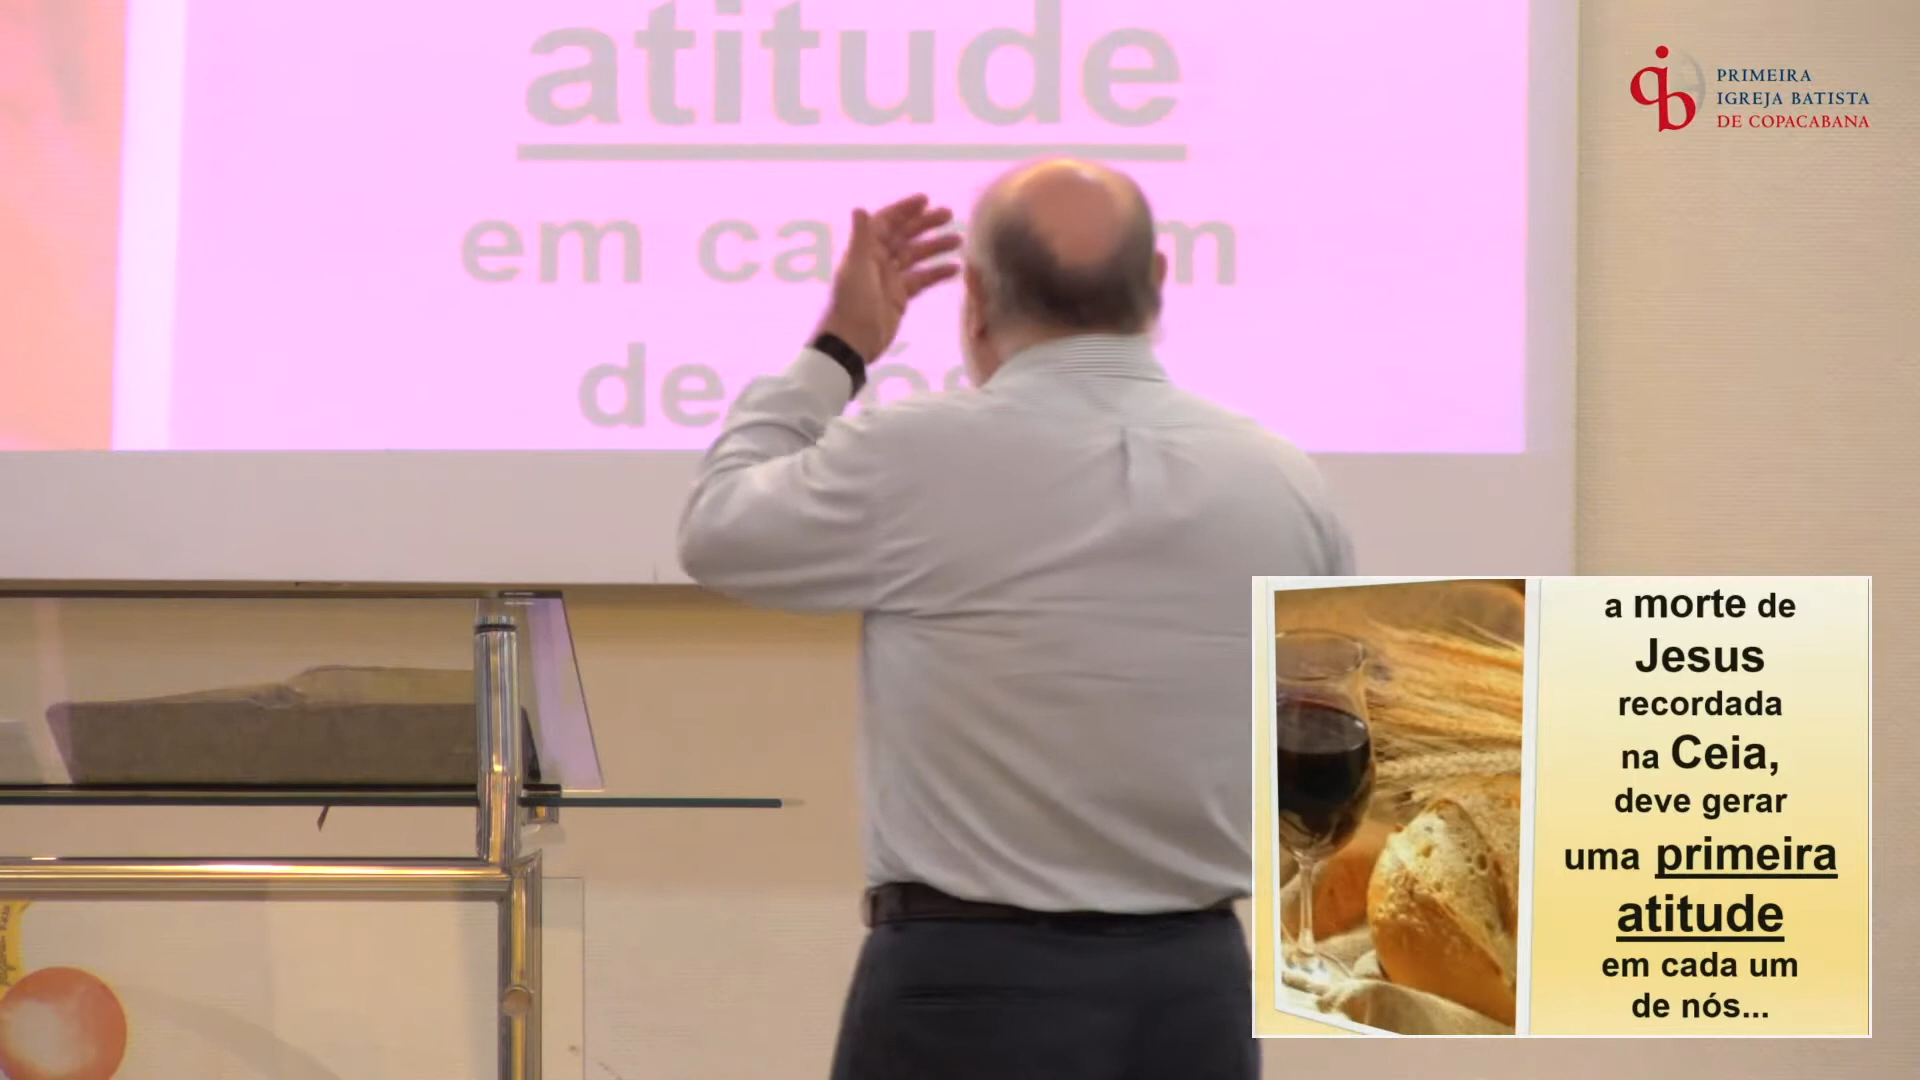 atitude
em ca m
de ós
PRIMEIRA
IGREJA BATISTA
DE COPACABANA
a morte de
Jesus
recordada
na Ceia,
deve gerar
uma primeira
atitude
em cada um
de nós...